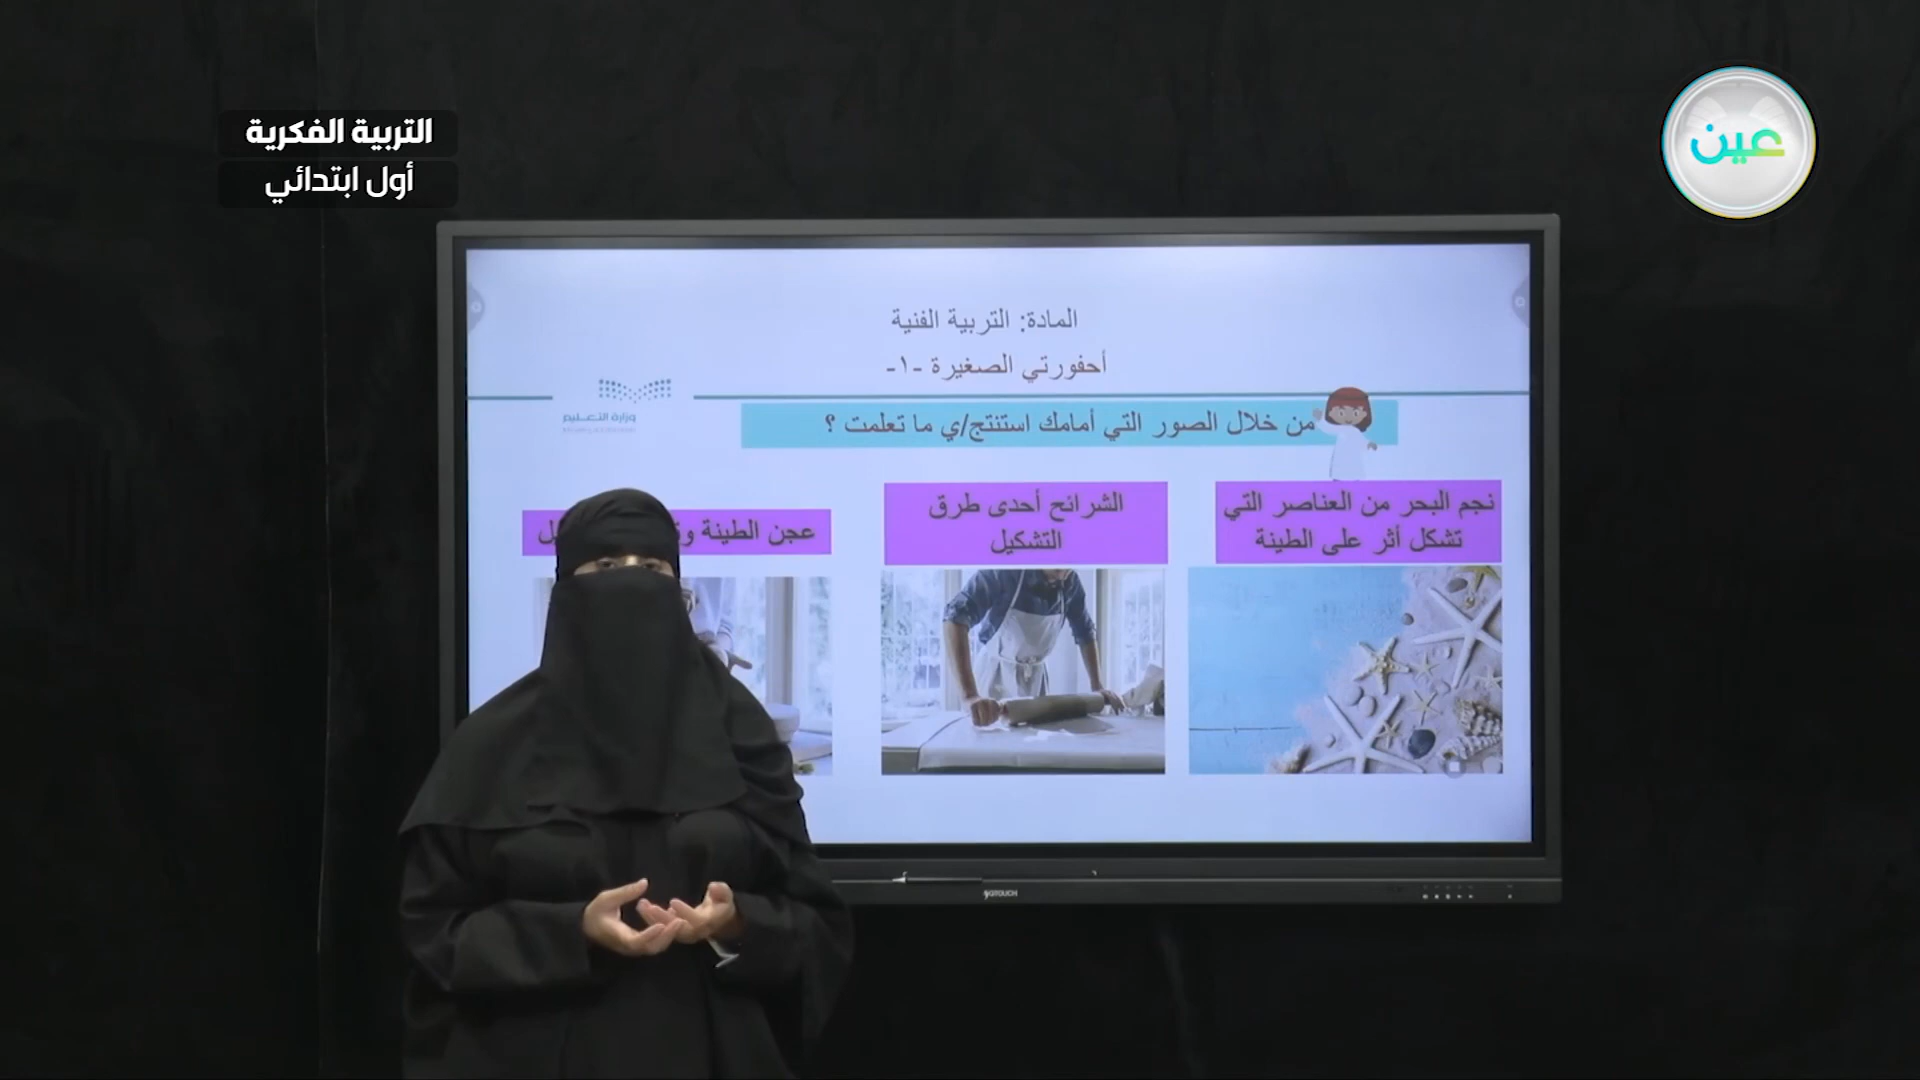 التربية الفكرية
أول ابتدائي
عين
المادة: التربية الفنية
أحفورتي الصغيرة -١-
وزارة التعليم
من خلال الصور التي أمامك استنتج/ي ما تعلمت ؟
نجم البحر من العناصر التي
تشكل أثر على الطينة
الشرائح أحدى طرق
التشكيل
عجن الطينة